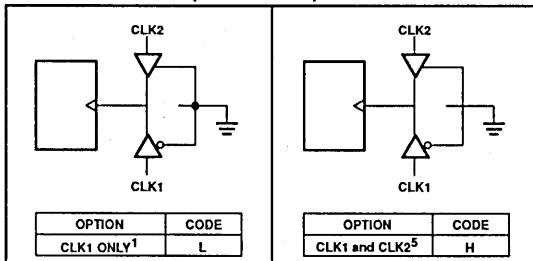 CLK2
CLK1
OPTION CODE
CLK1 ONLY1 L
CLK2
CLK1
OPTION CODE
CLK1 and CLK25 H